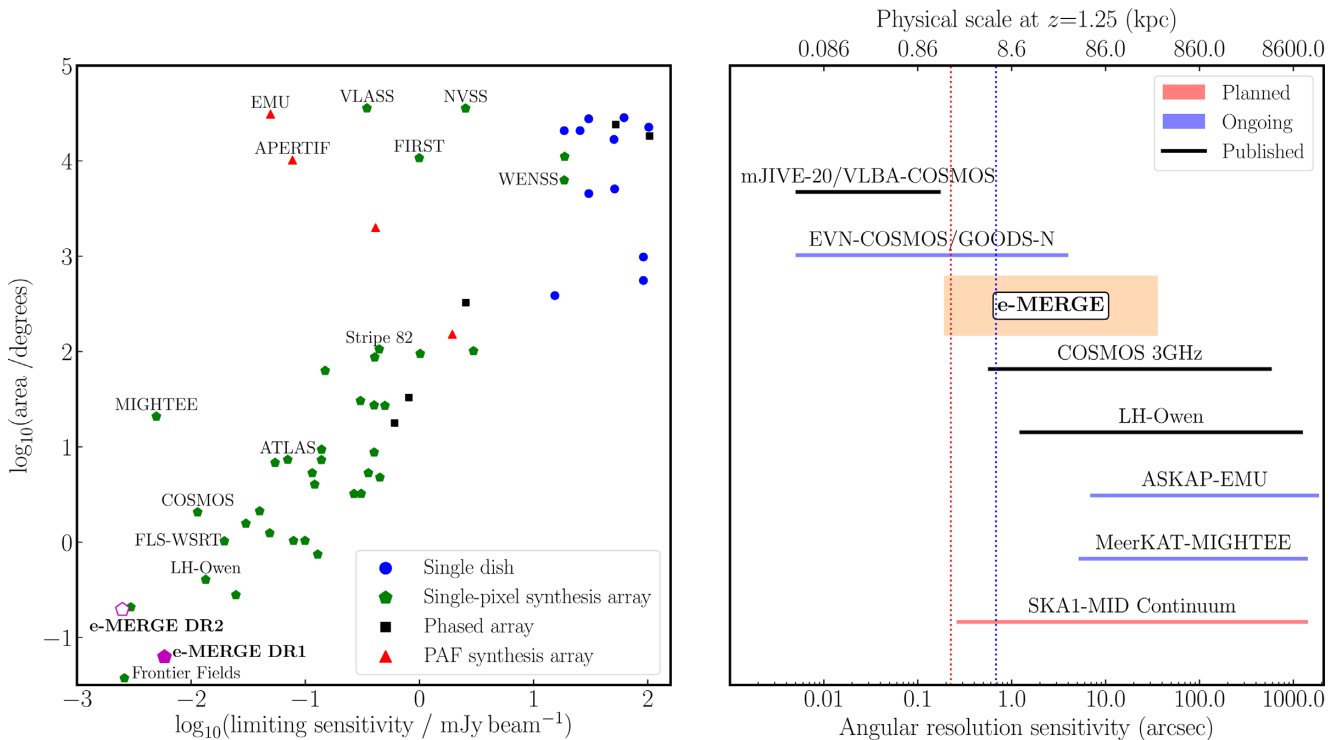 5
4
3
2
1
0
−1
log₁₀(area /degrees)
−3
−2
−1
0
1
2
log₁₀(limiting sensitivity / mJy beam⁻¹)
EMU
VLASS
NVSS
APERTIF
FIRST
WENSS
Stripe 82
MIGHTEE
ATLAS
COSMOS
FLS-WSRT
LH-Owen
e-MERGE DR2
e-MERGE DR1
Frontier Fields
Single dish
Single-pixel synthesis array
Phased array
PAF synthesis array
Physical scale at z=1.25 (kpc)
0.086
0.86
8.6
86.0
860.0
8600.0
Planned
Ongoing
Published
mJIVE-20/VLBA-COSMOS
EVN-COSMOS/GOODS-N
e-MERGE
COSMOS 3GHz
LH-Owen
ASKAP-EMU
MeerKAT-MIGHTEE
SKA1-MID Continuum
0.01
0.1
1.0
10.0
100.0
1000.0
Angular resolution sensitivity (arcsec)